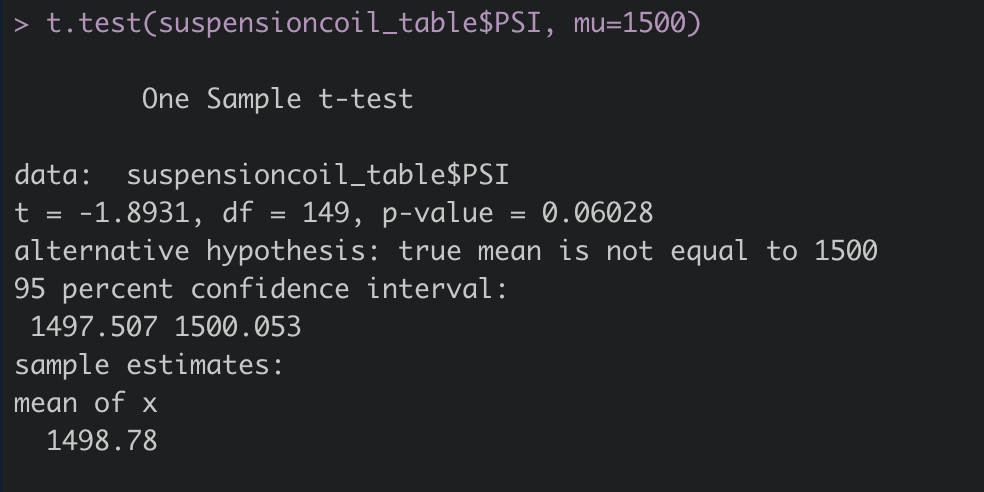 > t.test(suspensioncoil_table$PSI, mu=1500)
One Sample t-test
data:  suspensioncoil_table$PSI
t = -1.8931, df = 149, p-value = 0.06028
alternative hypothesis: true mean is not equal to 1500
95 percent confidence interval:
1497.507 1500.053
sample estimates:
mean of x
1498.78